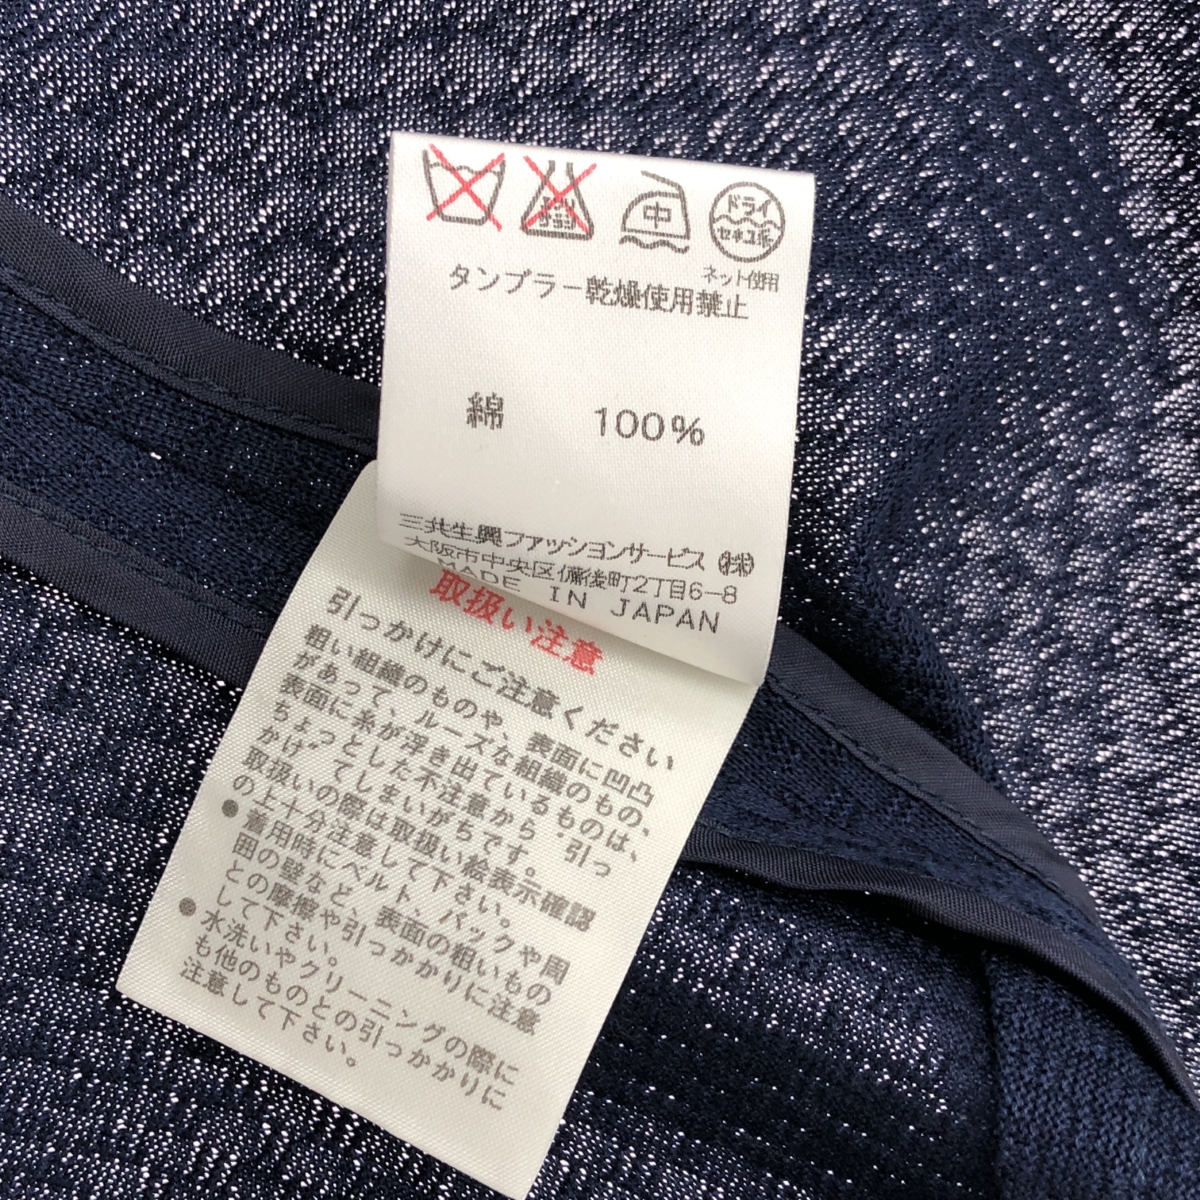 エンソ
サラシ
中
ドライ
セキユ系
ネット使用
タンブラー乾燥使用禁止
綿 100%
三共生興ファッションサービス ㈱
大阪市中央区備後町2丁目6-8
MADE IN JAPAN
取扱い注意
引っかけにご注意ください
粗い組織のものや、表面に凹凸
があって、ルーズな組織のもの、
表面に糸が浮き出ているものは、
ちょっとした不注意から“引っ
かけ”てしまいがちです。
取扱いの際は取扱い絵表示確認
の上十分注意して下さい。
●着用時にベルト、バックや周
囲の壁など、表面の粗いもの
との摩擦や引っかかりに注意
して下さい。
●水洗いやクリーニングの際に
も他のものとの引っかかりに
注意して下さい。